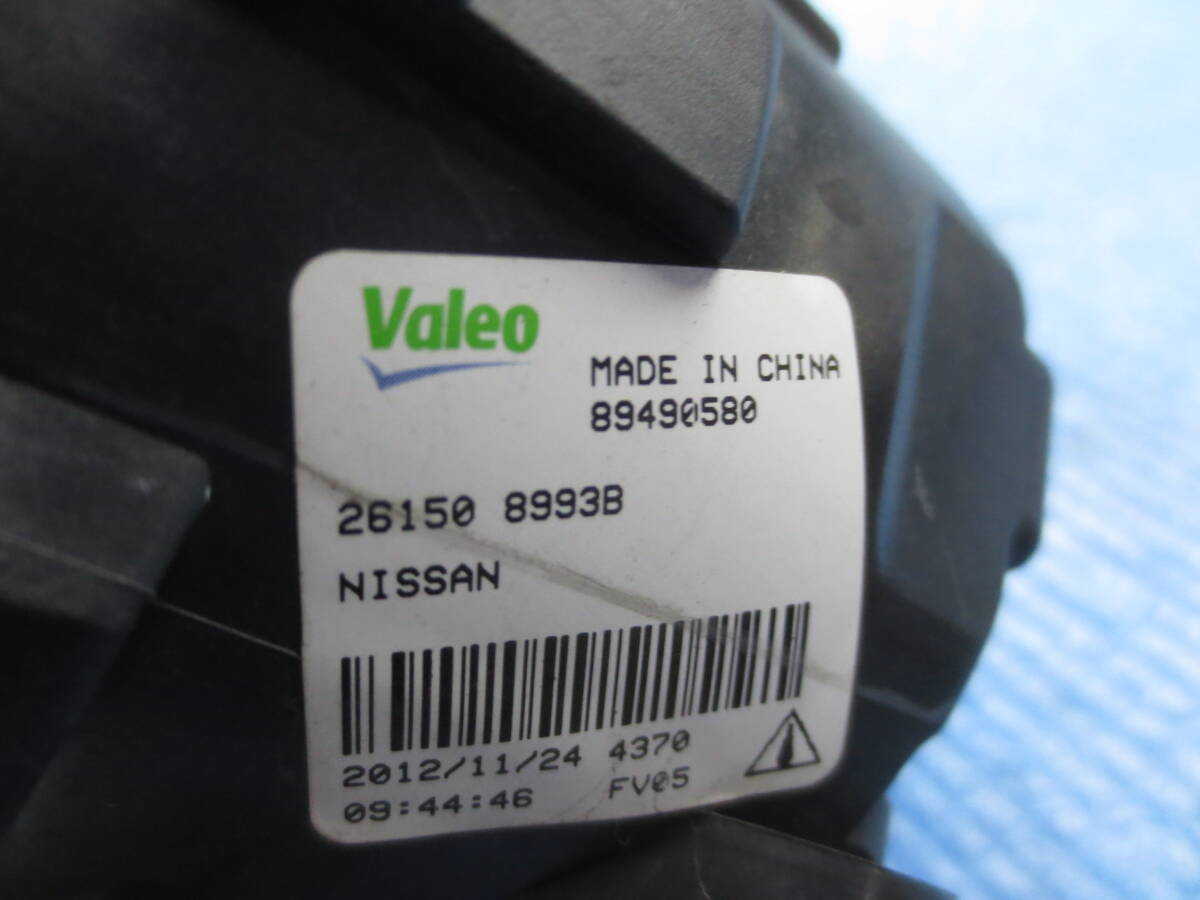 Valeo
MADE IN CHINA
89490580
26150 8993B
NISSAN
2012/11/24 4370
09:44:46 FV05